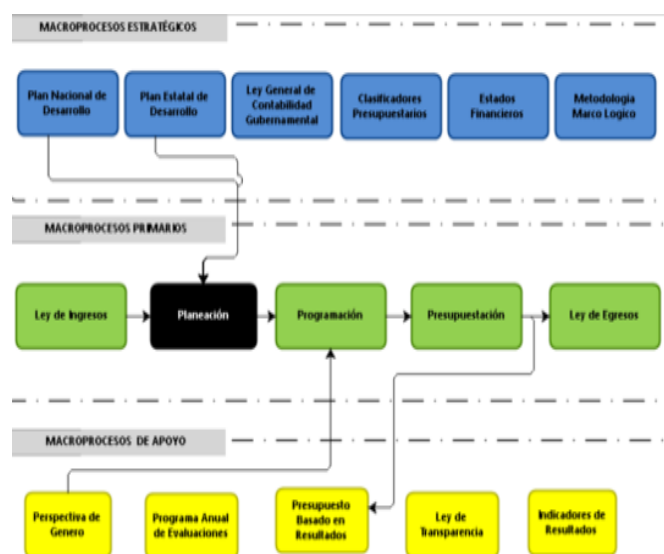 MACROPROCESOS ESTRATÉGICOS
Plan Nacional de
Desarrollo
Plan Estatal de
Desarrollo
Ley General de
Contabilidad
Gubernamental
Clasificadores
Presupuestarios
Estados
Financieros
Metodologia
Marco Logico
MACROPROCESOS PRIMARIOS
Ley de Ingresos
Planeación
Programación
Presupuestación
Ley de Egresos
MACROPROCESOS DE APOYO
Perspectiva de
Genero
Programa Anual
de Evaluaciones
Presupuesto
Basado en
Resultados
Ley de
Transparencia
Indicadores de
Resultados